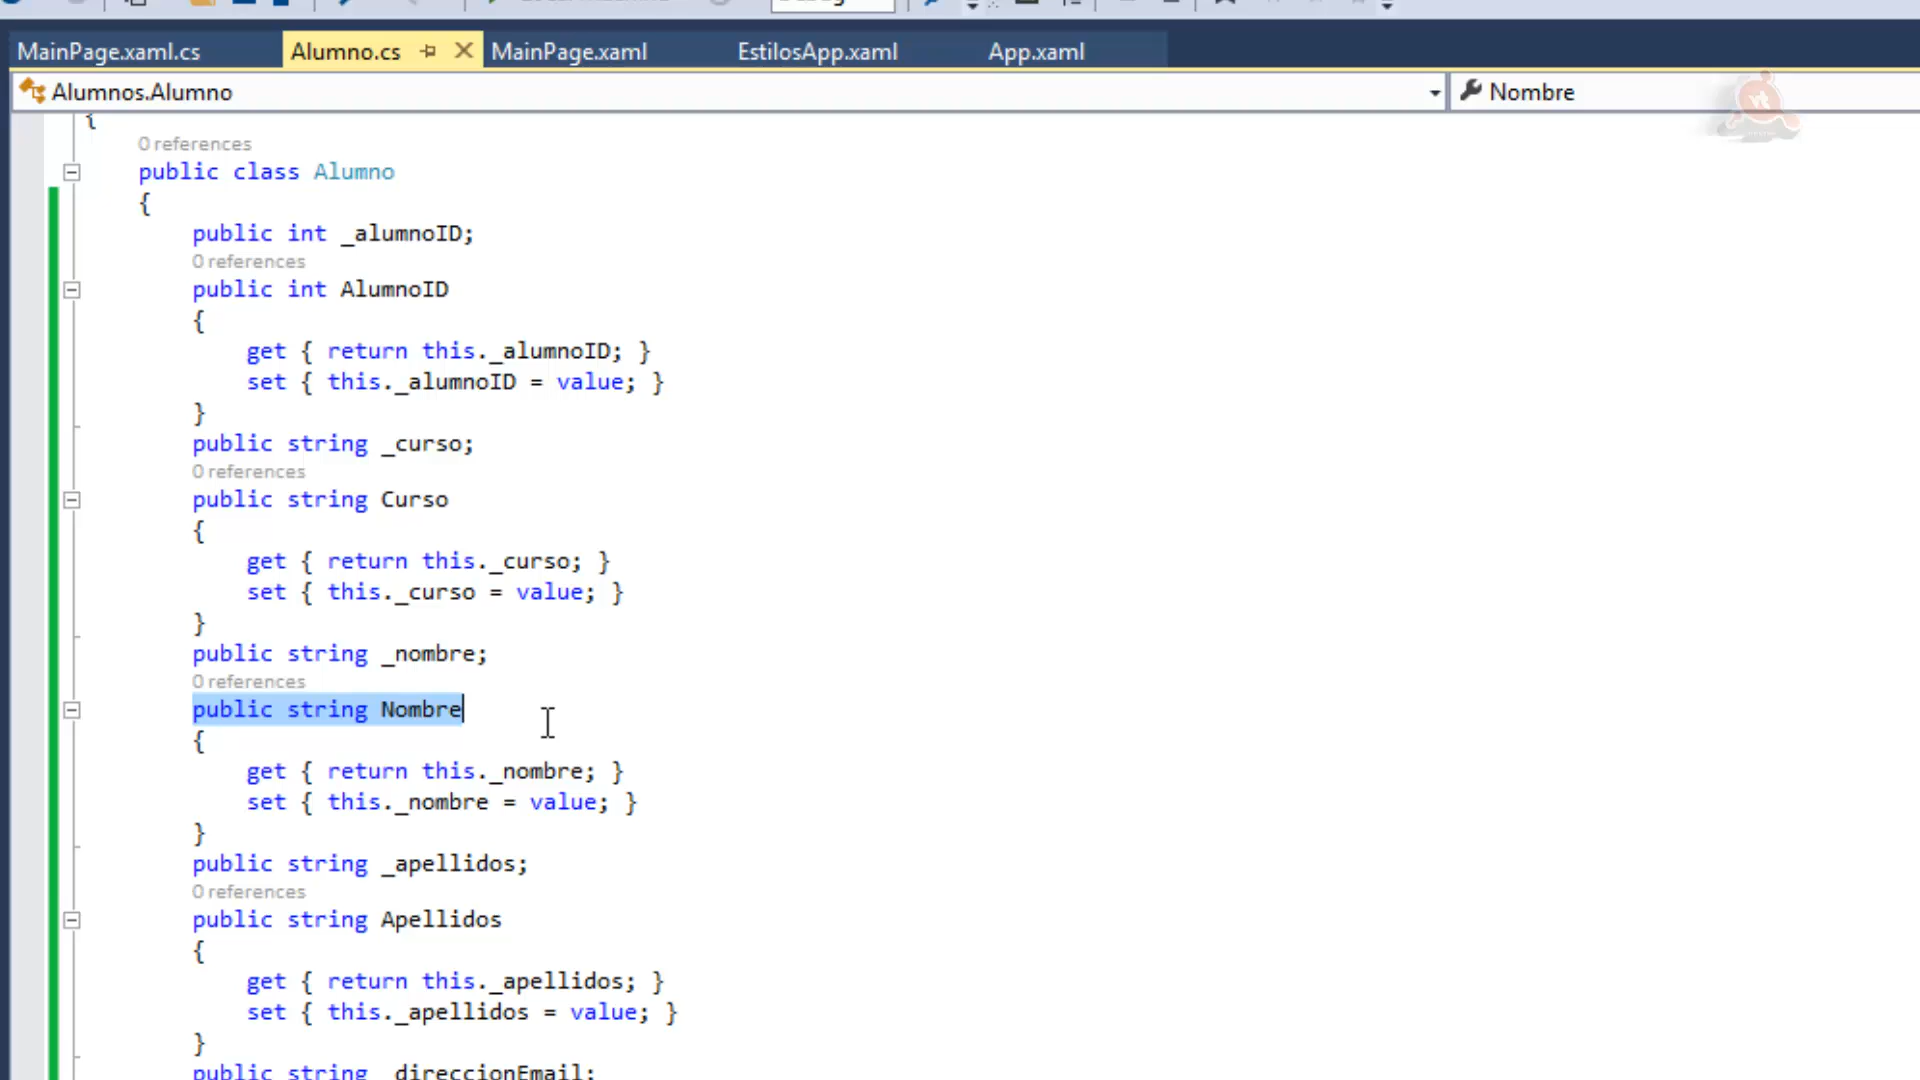 MainPage.xaml.cs Alumno.cs MainPage.xaml EstilosApp.xaml App.xaml
Alumnos.Alumno Nombre
{
0 references
public class Alumno
{
public int _alumnoID;
0 references
public int AlumnoID
{
get { return this._alumnoID; }
set { this._alumnoID = value; }
}
public string _curso;
0 references
public string Curso
{
get { return this._curso; }
set { this._curso = value; }
}
public string _nombre;
0 references
public string Nombre
{
get { return this._nombre; }
set { this._nombre = value; }
}
public string _apellidos;
0 references
public string Apellidos
{
get { return this._apellidos; }
set { this._apellidos = value; }
}
public string _direccionEmail;